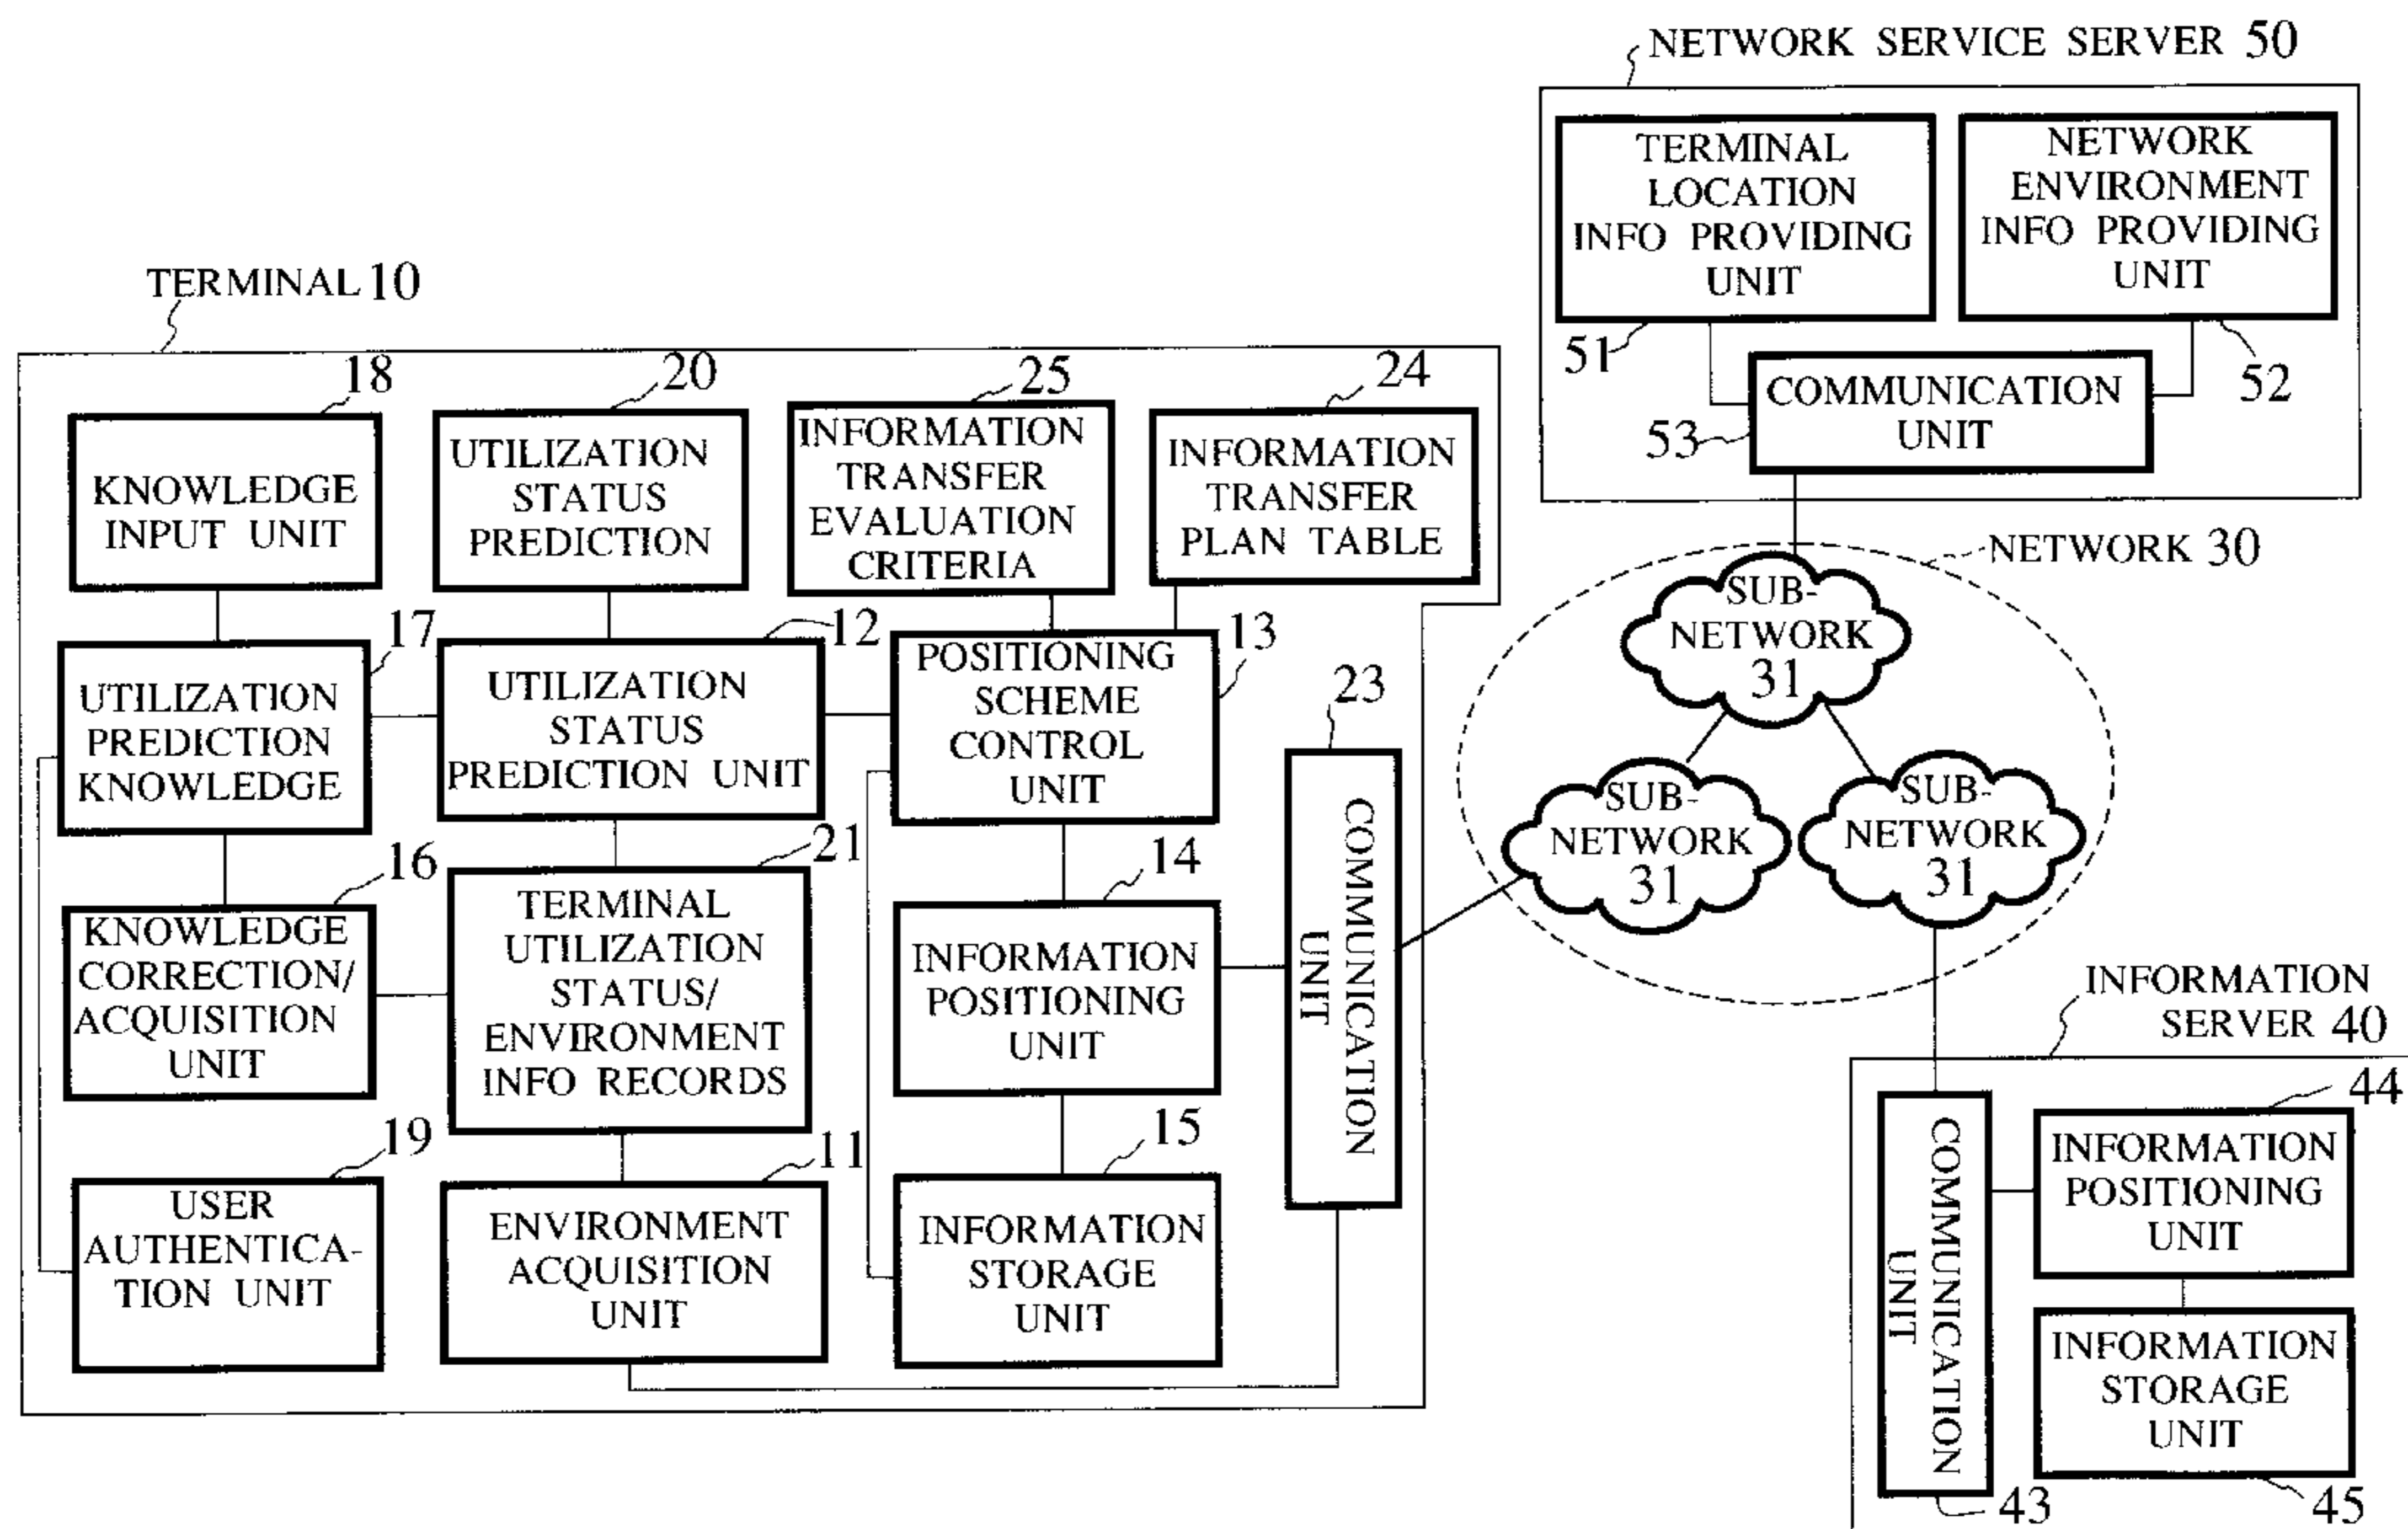 NETWORK SERVICE SERVER 50
TERMINAL
LOCATION
INFO PROVIDING
UNIT
51
NETWORK
ENVIRONMENT
INFO PROVIDING
UNIT
52
COMMUNICATION
UNIT
53
TERMINAL 10
18
KNOWLEDGE
INPUT UNIT
20
UTILIZATION
STATUS
PREDICTION
25
INFORMATION
TRANSFER
EVALUATION
CRITERIA
24
INFORMATION
TRANSFER
PLAN TABLE
17
UTILIZATION
PREDICTION
KNOWLEDGE
12
UTILIZATION
STATUS
PREDICTION UNIT
13
POSITIONING
SCHEME
CONTROL
UNIT
23
COMMUNICATION
UNIT
16
KNOWLEDGE
CORRECTION/
ACQUISITION
UNIT
21
TERMINAL
UTILIZATION
STATUS/
ENVIRONMENT
INFO RECORDS
14
INFORMATION
POSITIONING
UNIT
19
USER
AUTHENTICA-
TION UNIT
11
ENVIRONMENT
ACQUISITION
UNIT
15
INFORMATION
STORAGE
UNIT
NETWORK 30
SUB-
NETWORK
31
SUB-
NETWORK
31
SUB-
NETWORK
31
INFORMATION
SERVER 40
COMMUNICATION
UNIT
43
44
INFORMATION
POSITIONING
UNIT
INFORMATION
STORAGE
UNIT
45